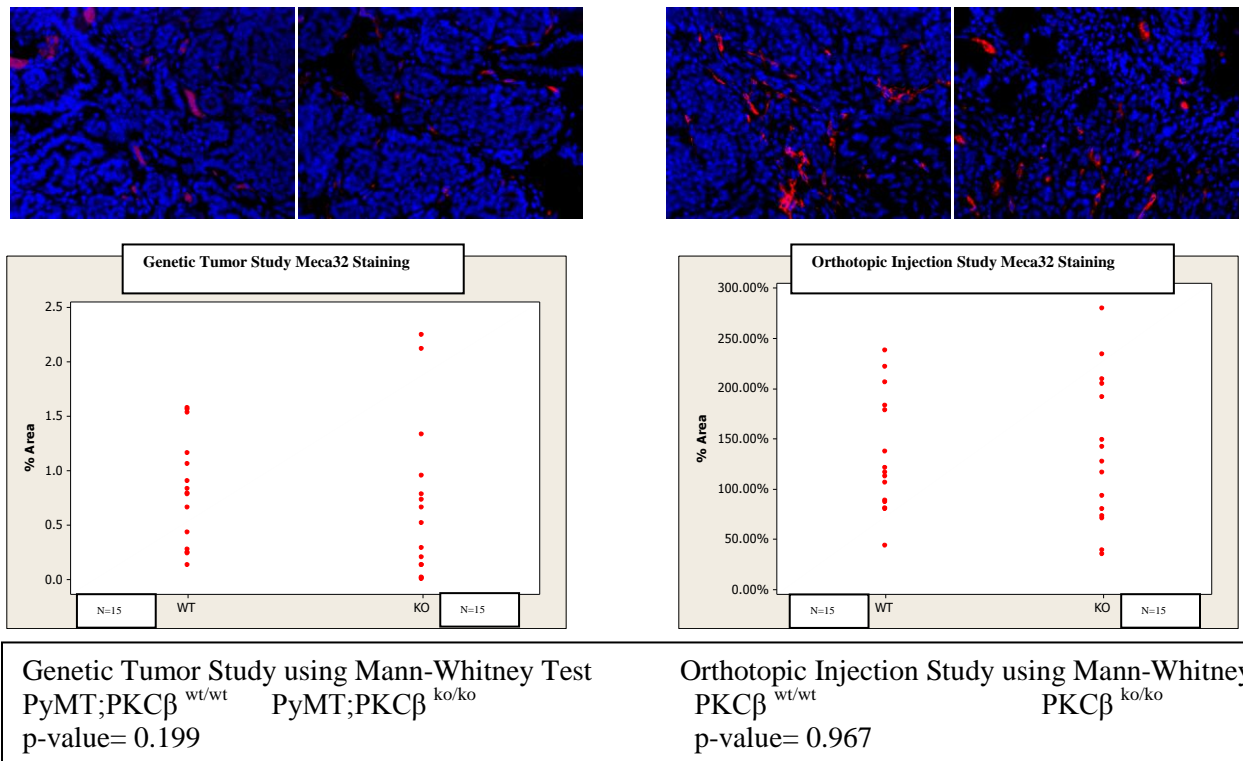 Genetic Tumor Study Meca32 Staining
2.5
2.0
1.5
1.0
0.5
0.0
% Area
N=15
WT
KO
N=15
Orthotopic Injection Study Meca32 Staining
300.00%
250.00%
200.00%
150.00%
100.00%
50.00%
0.00%
% Area
N=15
WT
KO
N=15
Genetic Tumor Study using Mann-Whitney Test
PyMT;PKCβ wt/wt PyMT;PKCβ ko/ko
p-value= 0.199
Orthotopic Injection Study using Mann-Whitney
PKCβ wt/wt PKCβ ko/ko
p-value= 0.967